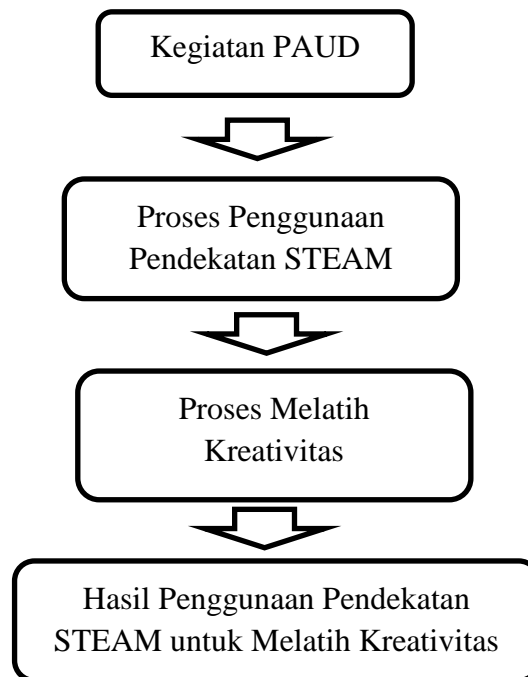 Kegiatan PAUD
Proses Penggunaan
Pendekatan STEAM
Proses Melatih
Kreativitas
Hasil Penggunaan Pendekatan
STEAM untuk Melatih Kreativitas